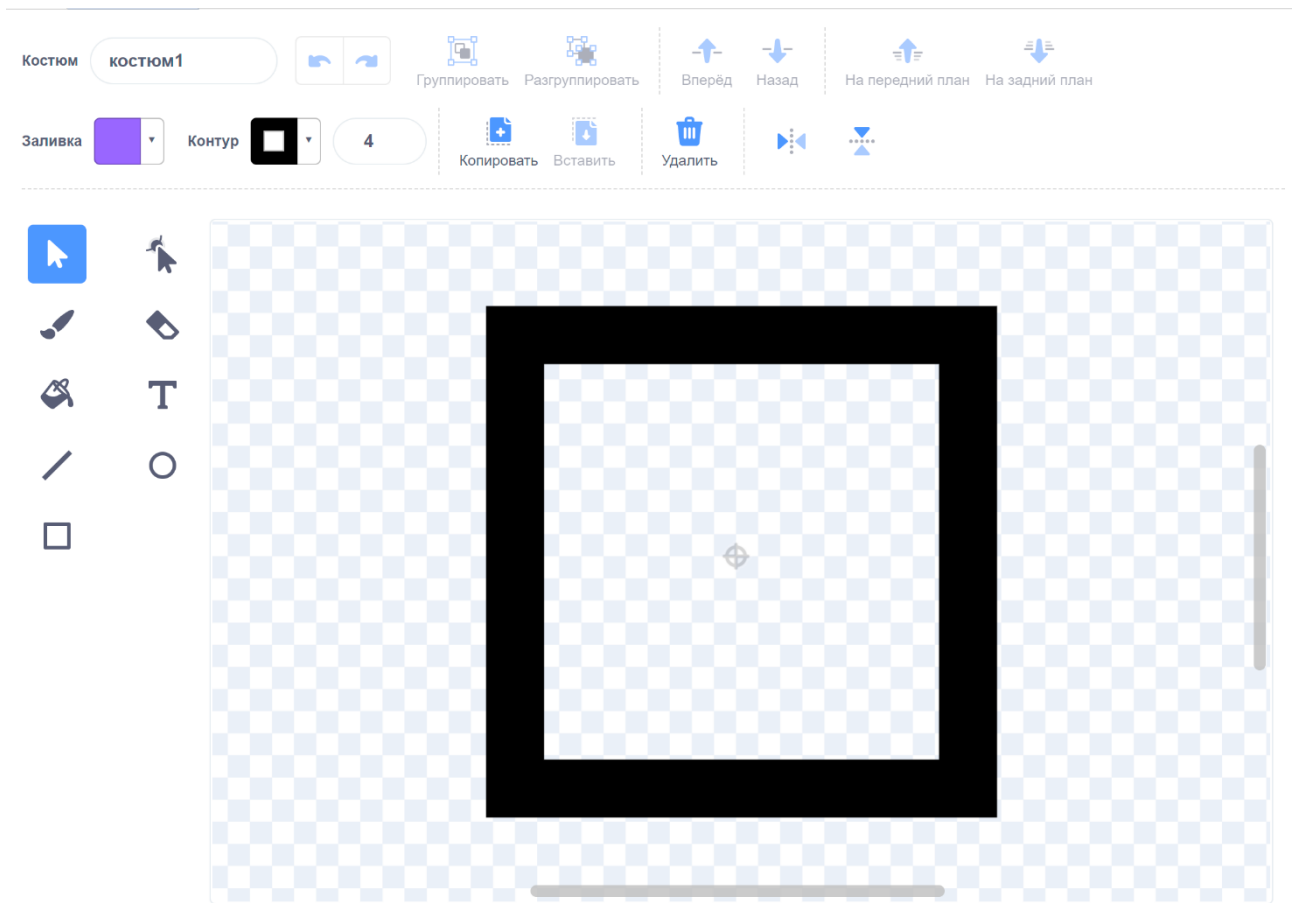 Костюм костюм1
Группировать Разгруппировать Вперёд Назад На передний план На задний план
Заливка Контур 4
Копировать Вставить Удалить
T